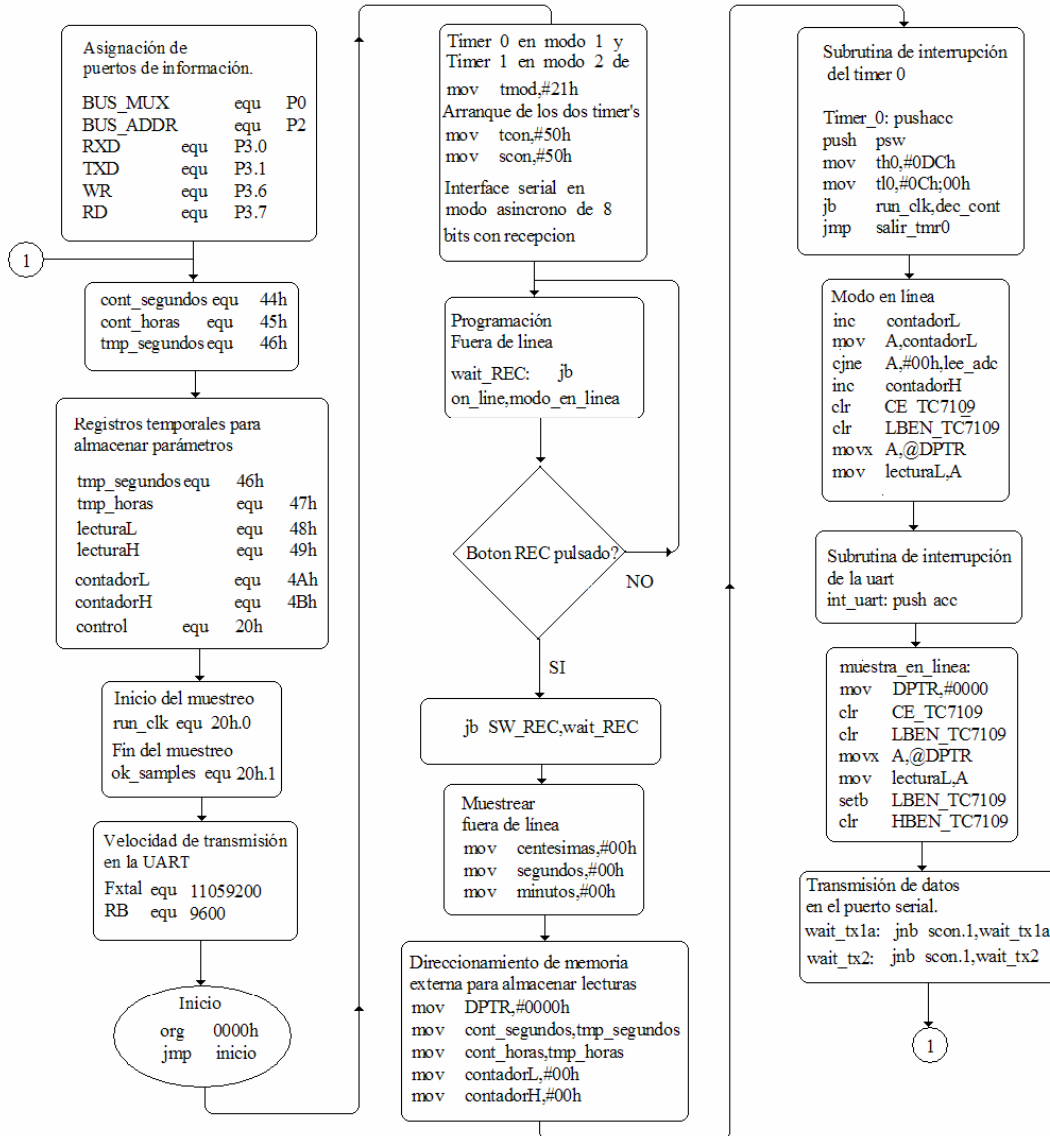 Asignación de
puertos de información.
BUS_MUX equ P0
BUS_ADDR equ P2
RXD equ P3.0
TXD equ P3.1
WR equ P3.6
RD equ P3.7
1
cont_segundos equ 44h
cont_horas equ 45h
tmp_segundos equ 46h
Registros temporales para
almacenar parámetros
tmp_segundos equ 46h
tmp_horas equ 47h
lecturaL equ 48h
lecturaH equ 49h
contadorL equ 4Ah
contadorH equ 4Bh
control equ 20h
Inicio del muestreo
run_clk equ 20h.0
Fin del muestreo
ok_samples equ 20h.1
Velocidad de transmisión
en la UART
Fxtal equ 11059200
RB equ 9600
Inicio
org 0000h
jmp inicio
Timer 0 en modo 1 y
Timer 1 en modo 2 de
mov tmod,#21h
Arranque de los dos timer's
mov tcon,#50h
mov scon,#50h
Interface serial en
modo asincrono de 8
bits con recepcion
Programación
Fuera de linea
wait_REC: jb
on_line,modo_en_linea
Boton REC pulsado?
NO
SI
jb SW_REC,wait_REC
Muestrear
fuera de línea
mov centesimas,#00h
mov segundos,#00h
mov minutos,#00h
Direccionamiento de memoria
externa para almacenar lecturas
mov DPTR,#0000h
mov cont_segundos,tmp_segundos
mov cont_horas,tmp_horas
mov contadorL,#00h
mov contadorH,#00h
Subrutina de interrupción
del timer 0
Timer_0: pushacc
push psw
mov th0,#0DCh
mov tl0,#0Ch;00h
jb run_clk,dec_cont
jmp salir_tmr0
Modo en línea
inc contadorL
mov A,contadorL
cjne A,#00h,lee_adc
inc contadorH
clr CE_TC7109
clr LBEN_TC7109
movx A,@DPTR
mov lecturaL,A
Subrutina de interrupción
de la uart
int_uart: push acc
muestra_en_linea:
mov DPTR,#0000
clr CE_TC7109
clr LBEN_TC7109
movx A,@DPTR
mov lecturaL,A
setb LBEN_TC7109
clr HBEN_TC7109
Transmisión de datos
en el puerto serial.
wait_tx1a: jnb scon.1,wait_tx1a
wait_tx2: jnb scon.1,wait_tx2
1